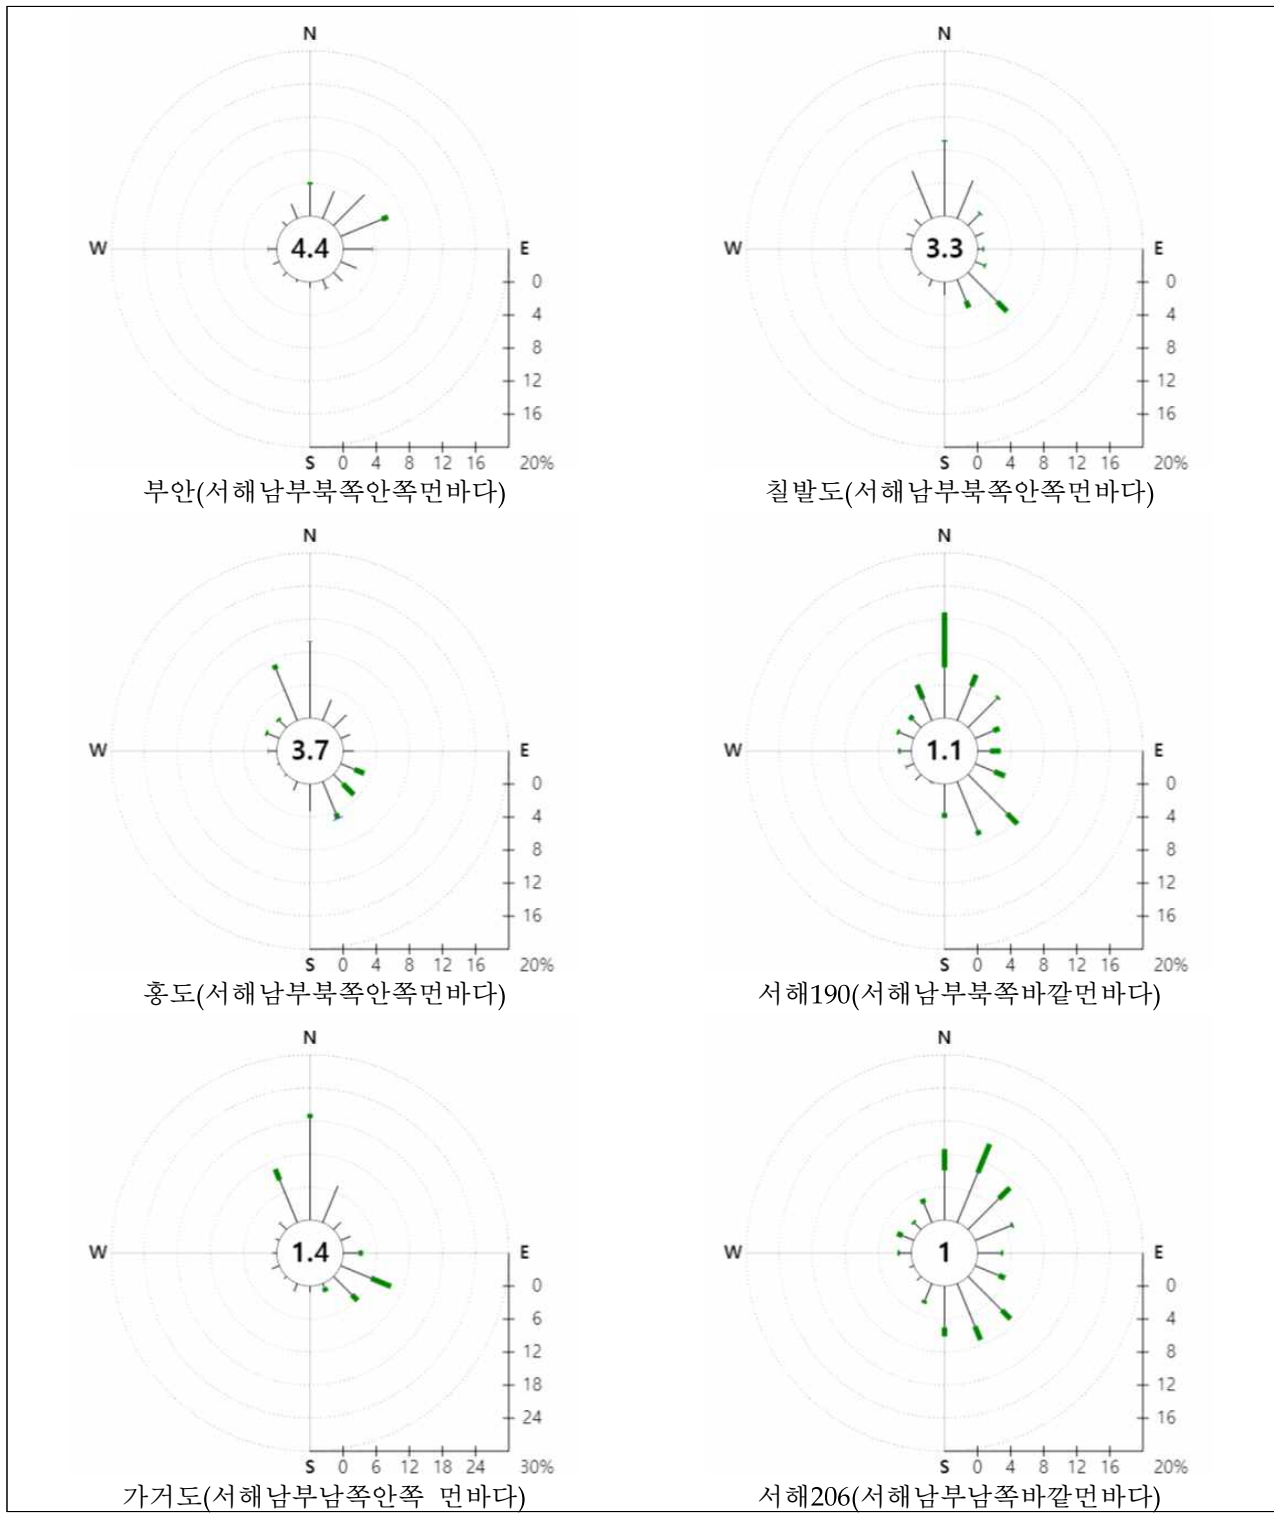 N
N
W
4.4
E
W
3.3
E
0
4
8
12
16
0
4
8
12
16
S 0 4 8 12 16 20%
S 0 4 8 12 16 20%
부안(서해남부북쪽안쪽먼바다)
칠발도(서해남부북쪽안쪽먼바다)
N
N
W
3.7
E
W
1.1
E
0
4
8
12
16
0
4
8
12
16
S 0 4 8 12 16 20%
S 0 4 8 12 16 20%
홍도(서해남부북쪽안쪽먼바다)
서해190(서해남부북쪽바깥먼바다)
N
N
W
1.4
E
W
1
E
0
6
12
18
24
0
4
8
12
16
S 0 6 12 18 24 30%
S 0 4 8 12 16 20%
가거도(서해남부남쪽안쪽 먼바다)
서해206(서해남부남쪽바깥먼바다)